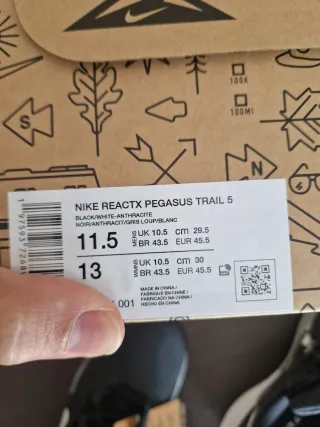 100K
100MI
S
N
NIKE REACTX PEGASUS TRAIL 5
BLACK/WHITE-ANTHRACITE
NOIR/ANTHRACIT/GRIS LOUP/BLANC
11.5 MENS UK 10.5 cm 29.5
BR 43.5 EUR 45.5
13 WMNS UK 10.5 cm 30
BR 43.5 EUR 45.5
MADE IN CHINA /
FABRIQUE EN CHINE /
FABRICADO NA CHINA /
HECHO EN CHINA
001